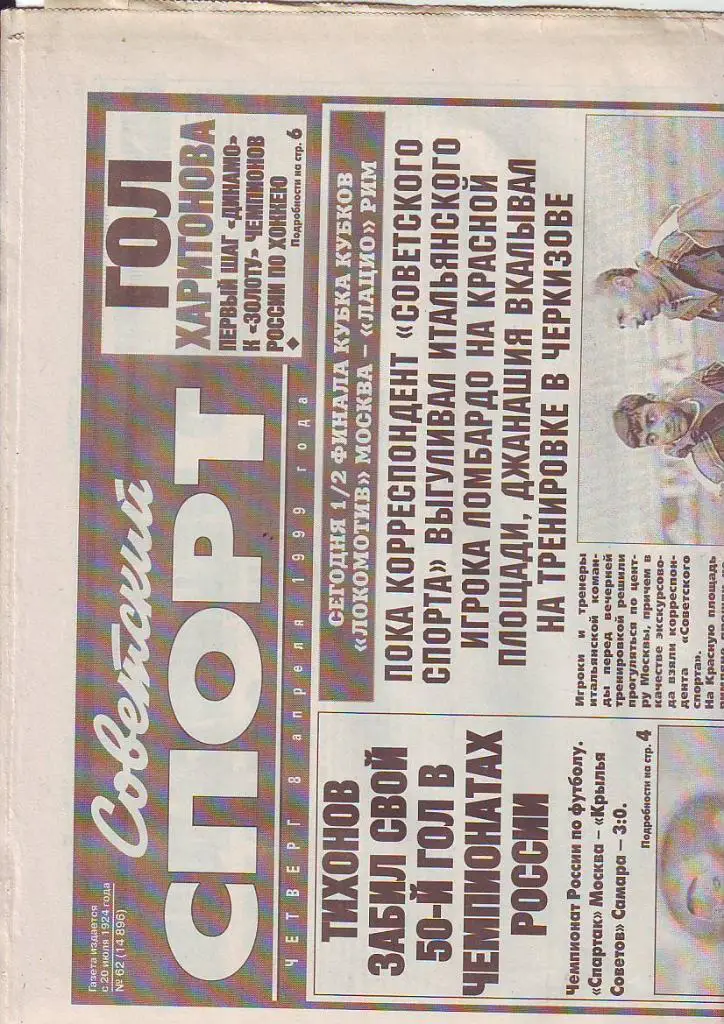 Газета издается
с 20 июля 1924 года
№ 62 (14 896)
Советский
СПОРТ
ЧЕТВЕРГ 8 апреля 1999 года
ГОЛ
ХАРИТОНОВА
ПЕРВЫЙ ШАГ «ДИНАМО»
К «ЗОЛОТУ» ЧЕМПИОНОВ
РОССИИ ПО ХОККЕЮ
Подробности на стр. 6
ТИХОНОВ
ЗАБИЛ СВОЙ
50-Й ГОЛ В
ЧЕМПИОНАТАХ
РОССИИ
Чемпионат России по футболу.
«Спартак» Москва – «Крылья
Советов» Самара – 3:0.
Подробности на стр. 4
СЕГОДНЯ 1/2 ФИНАЛА КУБКА КУБКОВ
«ЛОКОМОТИВ» МОСКВА – «ЛАЦИО» РИМ
ПОКА КОРРЕСПОНДЕНТ «СОВЕТСКОГО
СПОРТА» ВЫГУЛИВАЛ ИТАЛЬЯНСКОГО
ИГРОКА ЛОМБАРДО НА КРАСНОЙ
ПЛОЩАДИ, ДЖАНАШИЯ ВКАЛЫВАЛ
НА ТРЕНИРОВКЕ В ЧЕРКИЗОВЕ
Игроки и тренеры
итальянской коман-
ды перед вечерней
тренировкой решили
прогуляться по цент-
ру Москвы, причем в
качестве экскурсово-
да взяли корреспон-
дента «Советского
спорта».
На Красную площадь